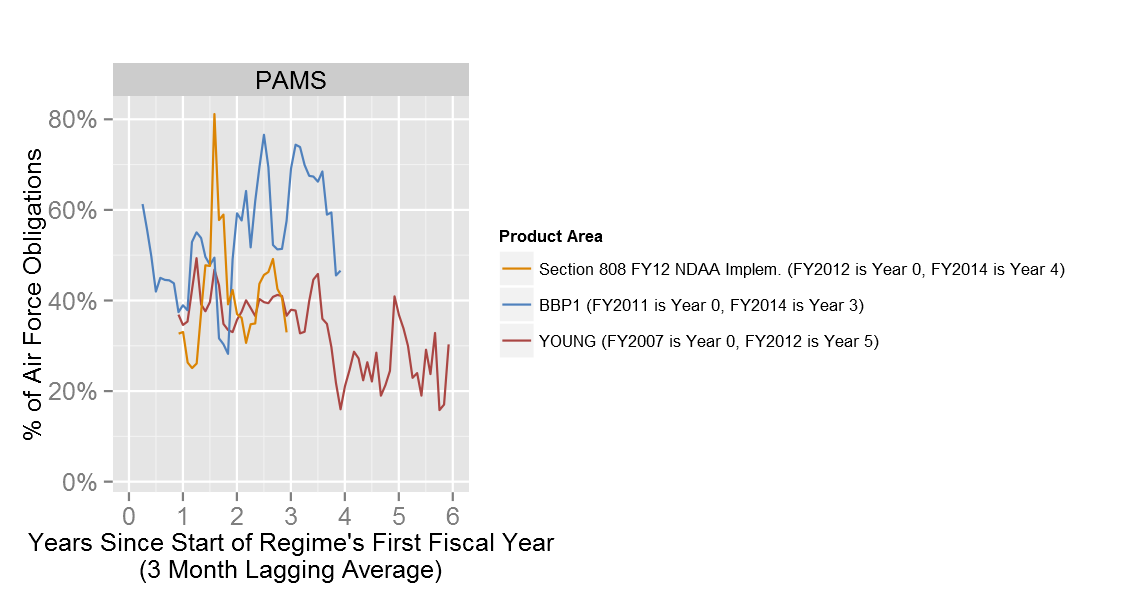 PAMS
80%
60%
40%
20%
0%
% of Air Force Obligations
0 1 2 3 4 5 6
Years Since Start of Regime's First Fiscal Year
(3 Month Lagging Average)
Product Area
Section 808 FY12 NDAA Implem. (FY2012 is Year 0, FY2014 is Year 4)
BBP1 (FY2011 is Year 0, FY2014 is Year 3)
YOUNG (FY2007 is Year 0, FY2012 is Year 5)